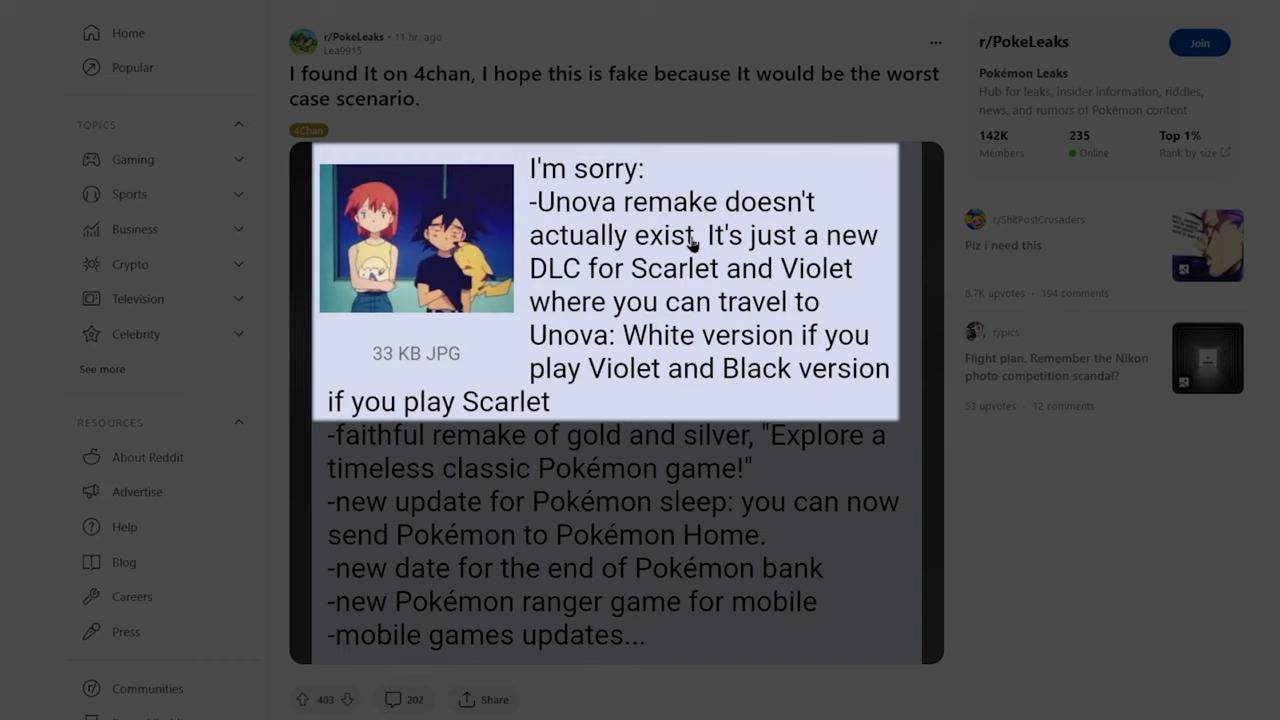 Home
Popular
TOPICS
Gaming
Sports
Business
Crypto
Television
Celebrity
See more
RESOURCES
About Reddit
Advertise
Help
Blog
Careers
Press
Communities
r/PokeLeaks • 11 hr. ago
Lea9915
I found It on 4chan, I hope this is fake because It would be the worst
case scenario.
4Chan
33 KB JPG
I'm sorry:
-Unova remake doesn't
actually exist, It's just a new
DLC for Scarlet and Violet
where you can travel to
Unova: White version if you
play Violet and Black version
if you play Scarlet
-faithful remake of gold and silver, "Explore a
timeless classic Pokémon game!"
-new update for Pokémon sleep: you can now
send Pokémon to Pokémon Home.
-new date for the end of Pokémon bank
-new Pokémon ranger game for mobile
-mobile games updates...
403
202
Share
r/PokeLeaks
Join
Pokémon Leaks
Hub for leaks, insider information, riddles,
news, and rumors of Pokémon content
142K 235 Top 1%
Members Online Rank by size
r/ShitPostCrusaders
Plz i need this
8.7K upvotes · 194 comments
r/pics
Flight plan. Remember the Nikon
photo competition scandal?
53 upvotes · 12 comments